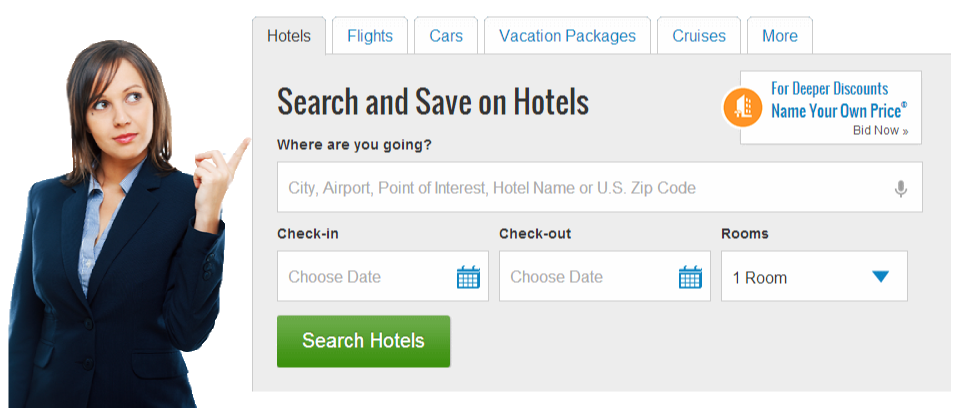 Hotels
Flights
Cars
Vacation Packages
Cruises
More
Search and Save on Hotels
For Deeper Discounts
Name Your Own Price®
Bid Now »
Where are you going?
City, Airport, Point of Interest, Hotel Name or U.S. Zip Code
Check-in
Check-out
Rooms
Choose Date
Choose Date
1 Room
Search Hotels